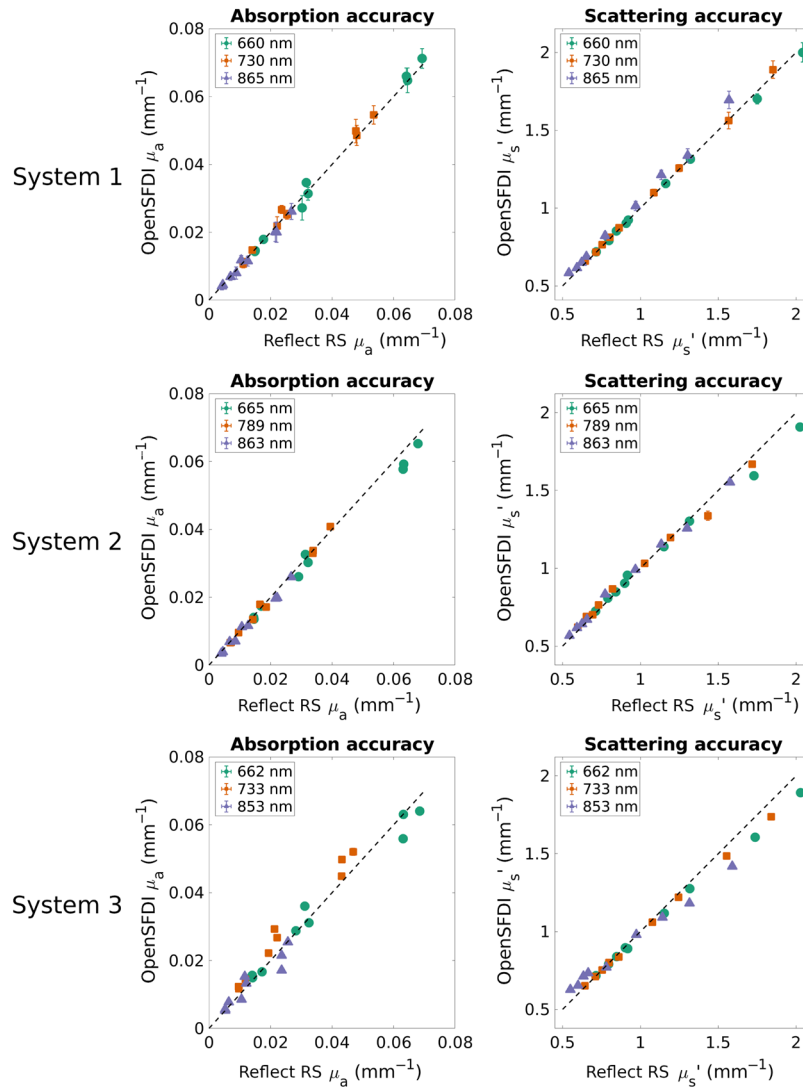 Absorption accuracy
Scattering accuracy
System 1
OpenSFDI μa (mm−1)
0.08
0.06
0.04
0.02
0
660 nm
730 nm
865 nm
0 0.02 0.04 0.06 0.08
Reflect RS μa (mm−1)
OpenSFDI μs' (mm−1)
2
1.5
1
0.5
660 nm
730 nm
865 nm
0.5 1 1.5 2
Reflect RS μs' (mm−1)
Absorption accuracy
Scattering accuracy
System 2
OpenSFDI μa (mm−1)
0.08
0.06
0.04
0.02
0
665 nm
789 nm
863 nm
0 0.02 0.04 0.06 0.08
Reflect RS μa (mm−1)
OpenSFDI μs' (mm−1)
2
1.5
1
0.5
665 nm
789 nm
863 nm
0.5 1 1.5 2
Reflect RS μs' (mm−1)
Absorption accuracy
Scattering accuracy
System 3
OpenSFDI μa (mm−1)
0.08
0.06
0.04
0.02
0
662 nm
733 nm
853 nm
0 0.02 0.04 0.06 0.08
Reflect RS μa (mm−1)
OpenSFDI μs' (mm−1)
2
1.5
1
0.5
662 nm
733 nm
853 nm
0.5 1 1.5 2
Reflect RS μs' (mm−1)